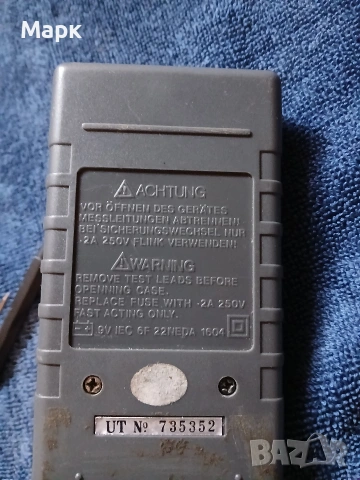 Марк
⚠ ACHTUNG
VOR ÖFFNEN DES GERÄTES
MESSLEITUNGEN ABTRENNEN!
BEI SICHERUNGSWECHSEL NUR
-2A 250V FLINK VERWENDEN!
⚠ WARNING
REMOVE TEST LEADS BEFORE
OPENNING CASE.
REPLACE FUSE WITH -2A 250V
FAST ACTING ONLY.
9V IEC 6F 22NEDA 1604
UT Nº 735352
BAZAR